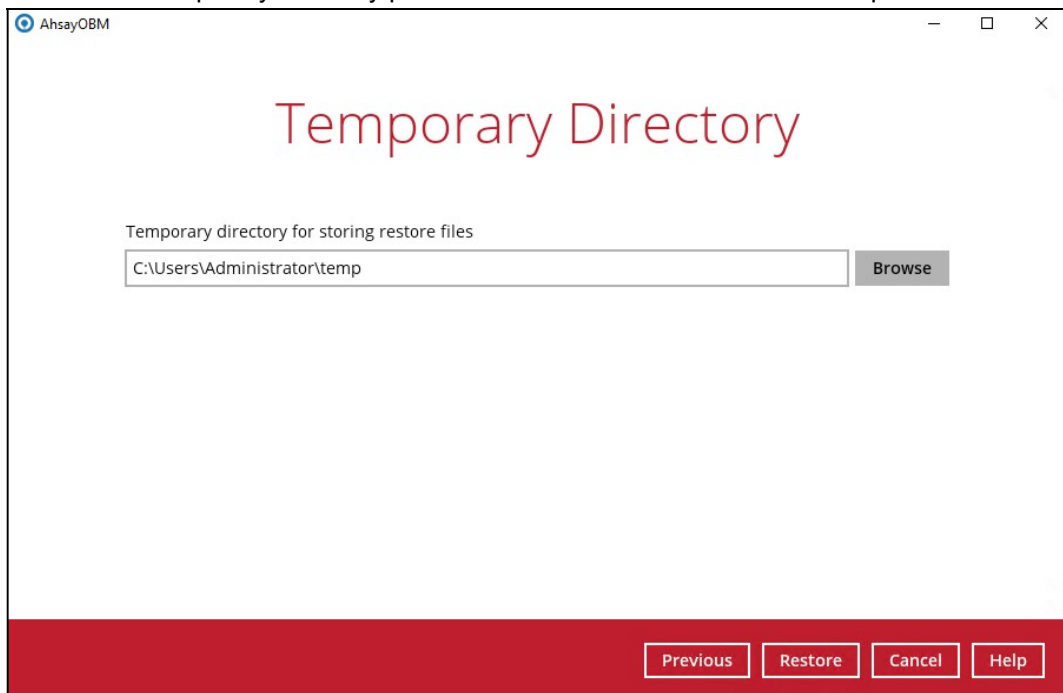 AhsayOBM
Temporary Directory
Temporary directory for storing restore files
C:\Users\Administrator\temp
Browse
Previous Restore Cancel Help